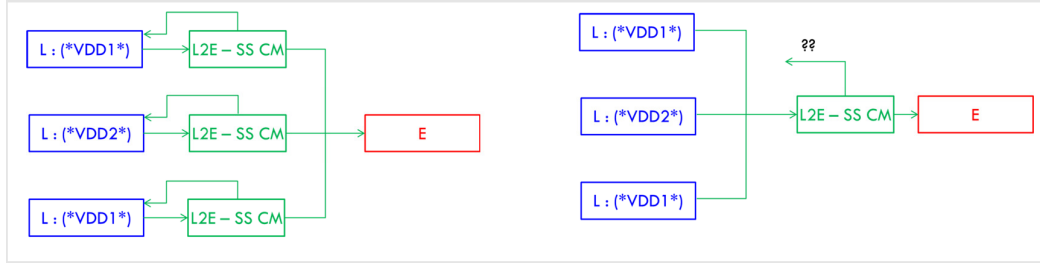 L : (*VDD1*)
L2E – SS CM
L : (*VDD2*)
L2E – SS CM
E
L : (*VDD1*)
L2E – SS CM
L : (*VDD1*)
??
L : (*VDD2*)
L2E – SS CM
E
L : (*VDD1*)